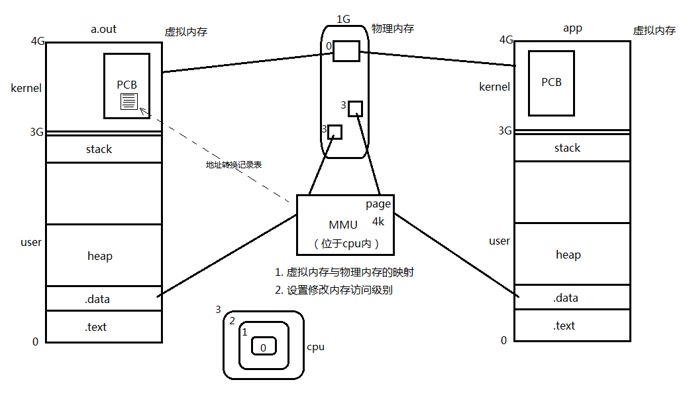 a.out
虚拟内存
4G
kernel
PCB
3G
stack
user
heap
.data
.text
0
地址转换记录表
1G
物理内存
0
3
3
page
MMU
4k
（位于cpu内）
1. 虚拟内存与物理内存的映射
2. 设置修改内存访问级别
3
2
1
0
cpu
app
虚拟内存
4G
kernel
PCB
3G
stack
user
heap
.data
.text
0